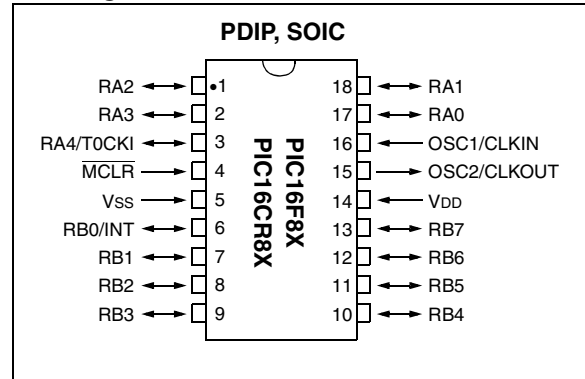 PDIP, SOIC
RA2 •1 18 RA1
RA3 2 17 RA0
RA4/T0CKI 3 16 OSC1/CLKIN
MCLR 4 15 OSC2/CLKOUT
VSS 5 14 VDD
RB0/INT 6 13 RB7
RB1 7 12 RB6
RB2 8 11 RB5
RB3 9 10 RB4
PIC16F8X
PIC16CR8X